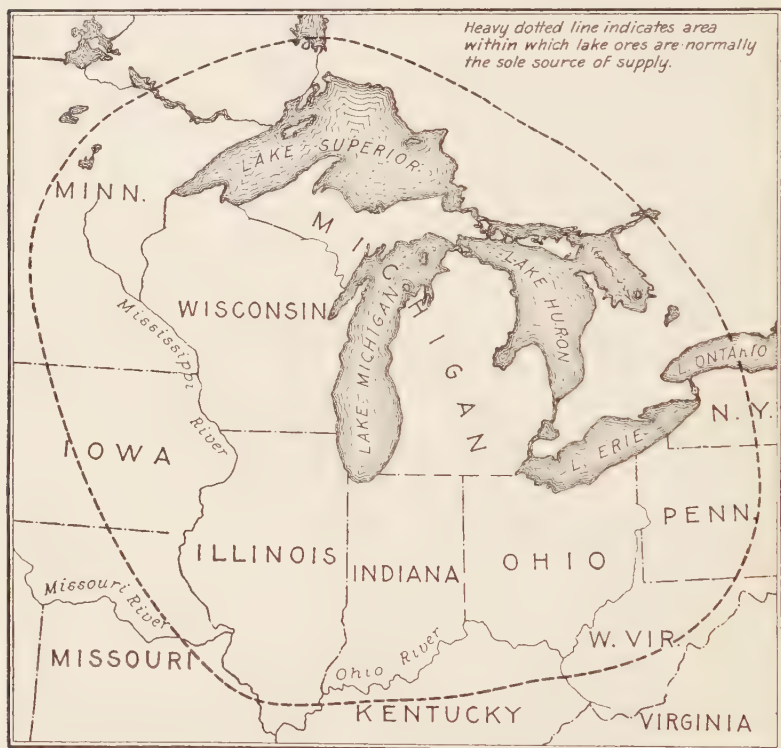 Heavy dotted line indicates area
within which lake ores are normally
the sole source of supply.
LAKE SUPERIOR
MINN.
MICHIGAN
WISCONSIN
LAKE MICHIGAN
LAKE HURON
L. ONTARIO
Mississippi
River
N.Y.
IOWA
L. ERIE
PENN.
ILLINOIS
INDIANA
OHIO
Missouri River
W. VIR.
MISSOURI
Ohio River
KENTUCKY
VIRGINIA